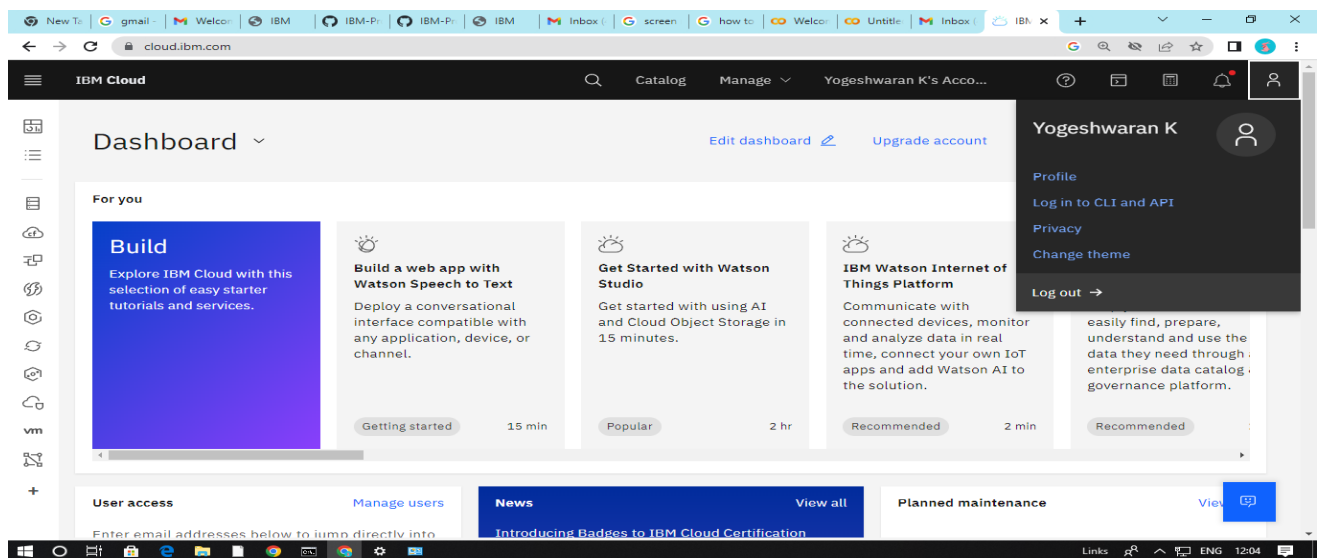 New Ta
gmail -
Welcon
IBM
IBM-Pr
IBM-Pr
IBM
Inbox (
screen
how to
Welcor
Untitle
Inbox (
IBM
cloud.ibm.com
IBM Cloud
Catalog
Manage
Yogeshwaran K's Acco...
Dashboard
Edit dashboard
Upgrade account
Yogeshwaran K
Profile
Log in to CLI and API
Privacy
Change theme
Log out →
For you
Build
Explore IBM Cloud with this
selection of easy starter
tutorials and services.
Build a web app with
Watson Speech to Text
Deploy a conversational
interface compatible with
any application, device, or
channel.
Getting started
15 min
Get Started with Watson
Studio
Get started with using AI
and Cloud Object Storage in
15 minutes.
Popular
2 hr
IBM Watson Internet of
Things Platform
Communicate with
connected devices, monitor
and analyze data in real
time, connect your own IoT
apps and add Watson AI to
the solution.
Recommended
2 min
easily find, prepare,
understand and use the
data they need through
enterprise data catalog
governance platform.
Recommended
vm
User access
Manage users
Enter email addresses below to jump directly into
News
View all
Introducing Badges to IBM Cloud Certification
Planned maintenance
View
Links
ENG
12:04